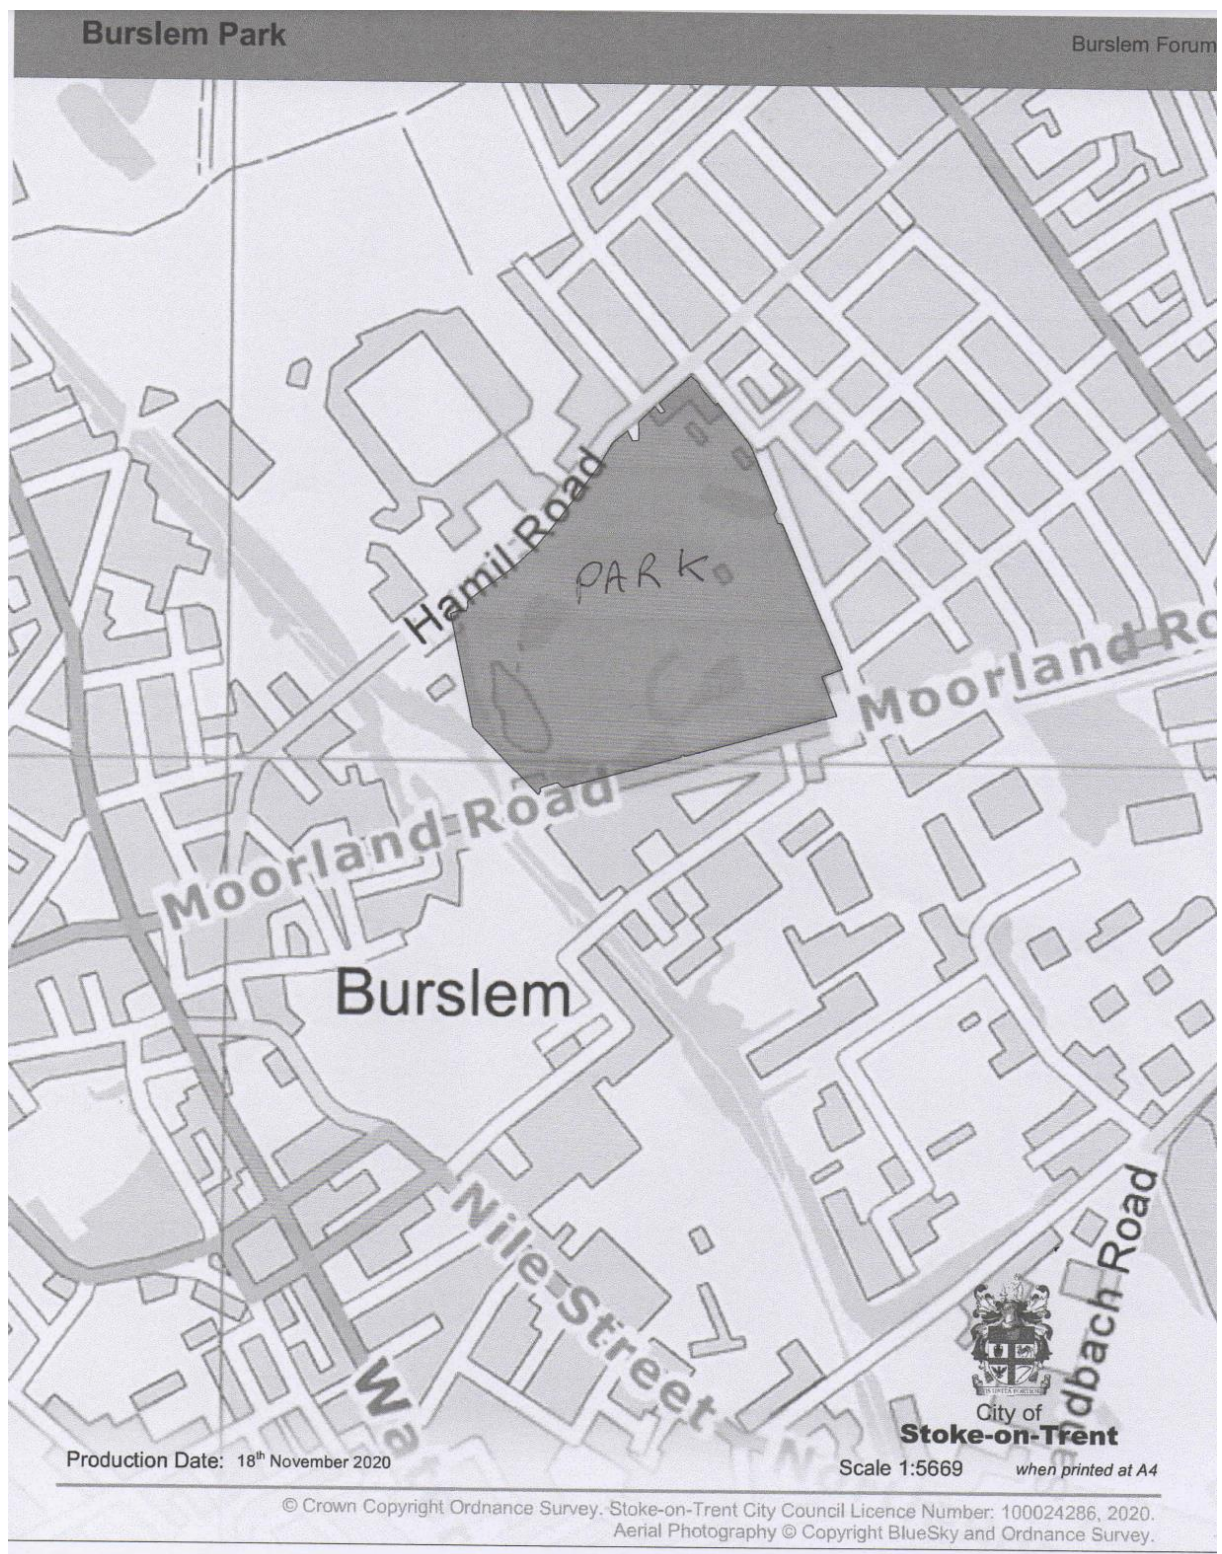 Burslem Park
Burslem Forum
Hamil Road
PARK
Moorland Ro
Moorland Road
Burslem
Nile Street
Wat
andbach Road
City of
Stoke-on-Trent
Production Date: 18th November 2020
Scale 1:5669
when printed at A4
© Crown Copyright Ordnance Survey. Stoke-on-Trent City Council Licence Number: 100024286, 2020.
Aerial Photography © Copyright BlueSky and Ordnance Survey.